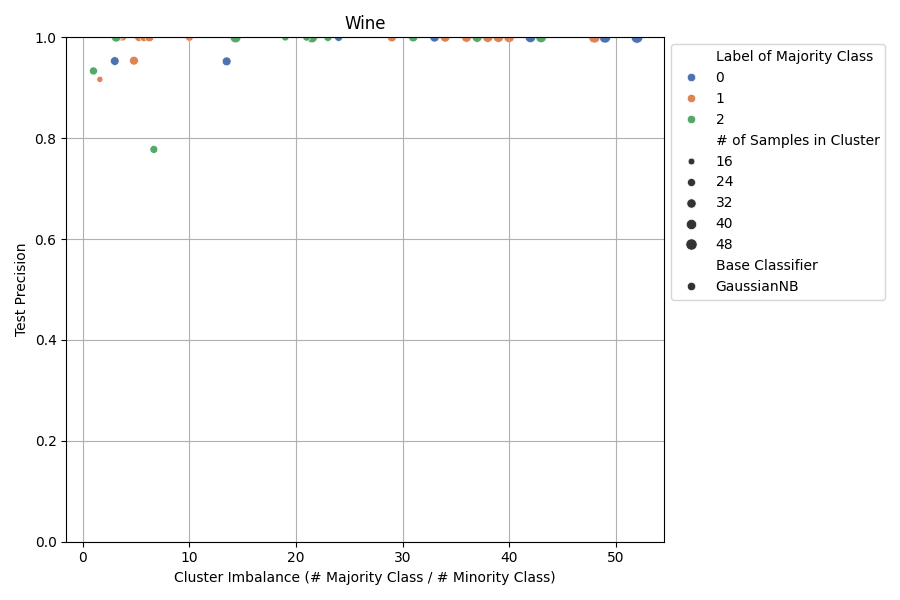 Wine
1.0
0.8
0.6
0.4
0.2
0.0
Test Precision
0
10
20
30
40
50
Cluster Imbalance (# Majority Class / # Minority Class)
Label of Majority Class
0
1
2
# of Samples in Cluster
16
24
32
40
48
Base Classifier
GaussianNB